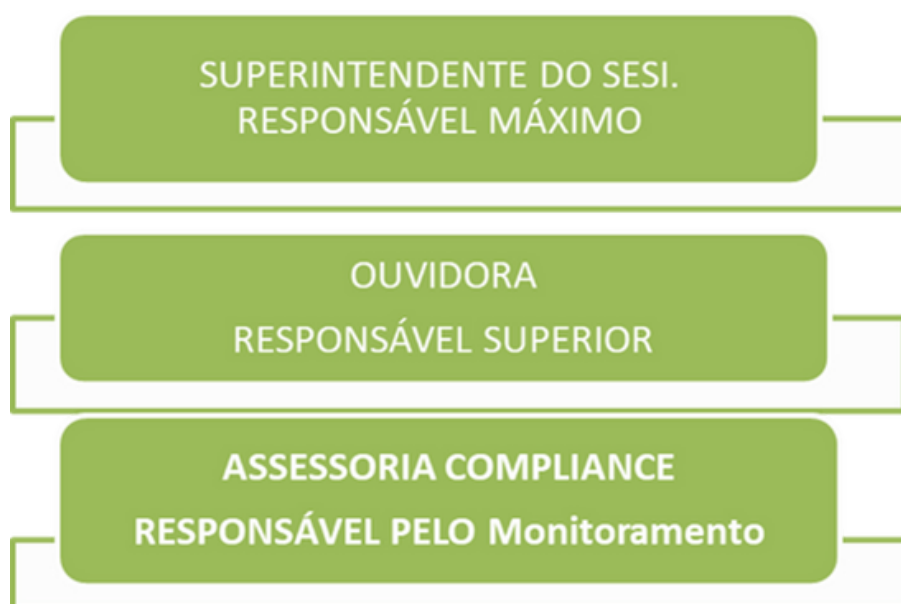 SUPERINTENDENTE DO SESI.
RESPONSÁVEL MÁXIMO
OUVIDORA
RESPONSÁVEL SUPERIOR
ASSESSORIA COMPLIANCE
RESPONSÁVEL PELO Monitoramento